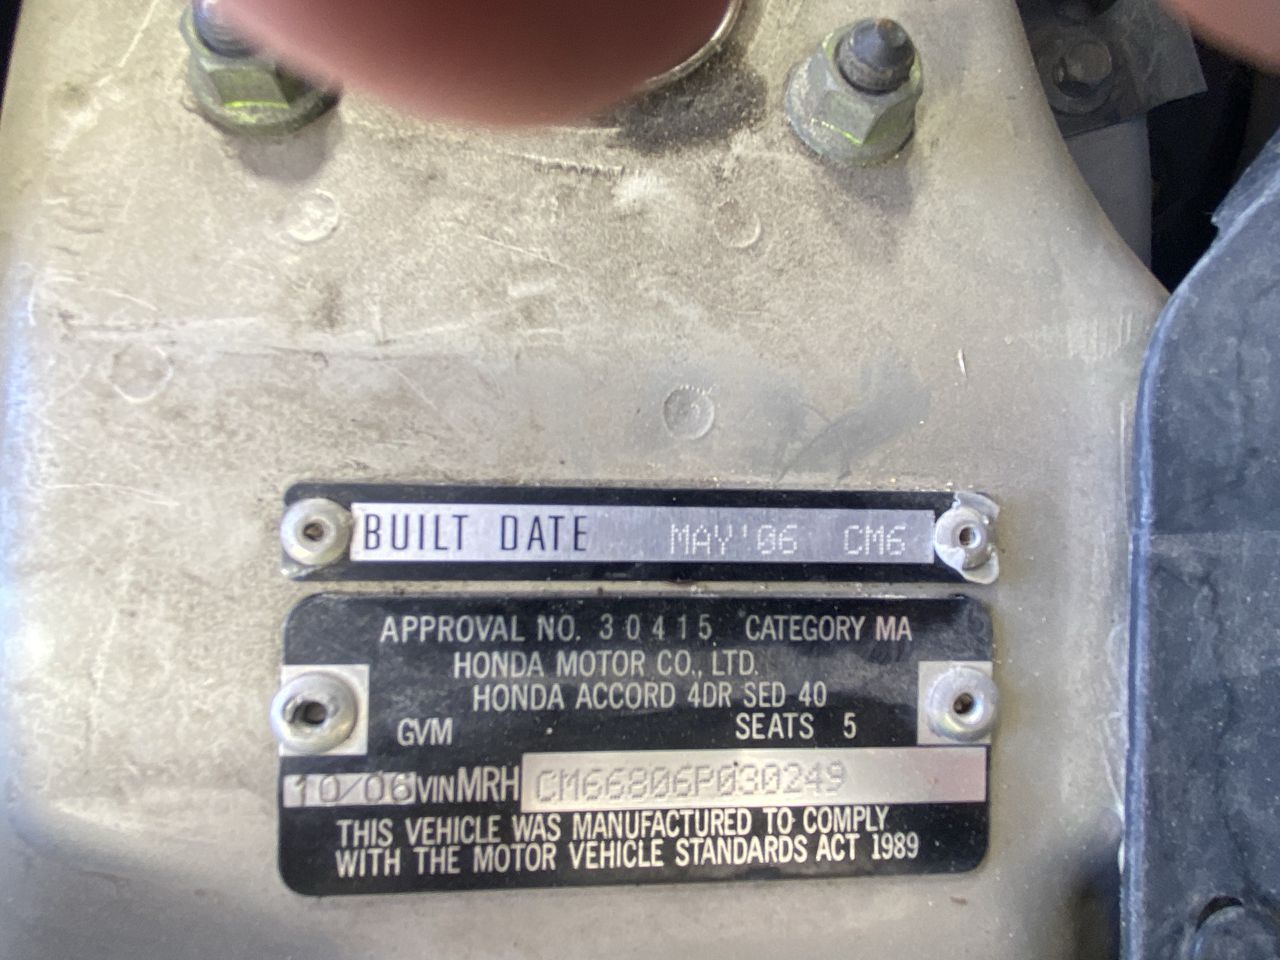 BUILT DATE MAY'06 CM6
APPROVAL NO. 30415 CATEGORY MA
HONDA MOTOR CO., LTD.
HONDA ACCORD 4DR SED 40
GVM SEATS 5
10/06 VIN MRH CM66806P030249
THIS VEHICLE WAS MANUFACTURED TO COMPLY
WITH THE MOTOR VEHICLE STANDARDS ACT 1989